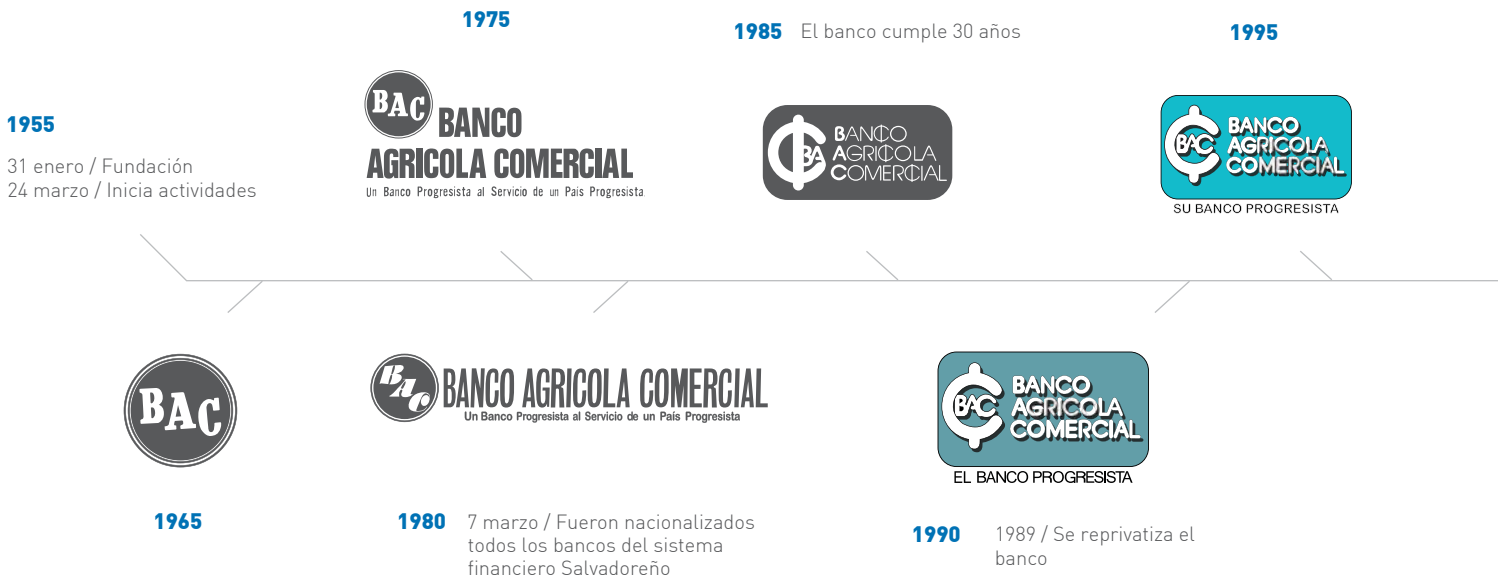 1955
31 enero / Fundación
24 marzo / Inicia actividades
BAC
1965
1975
BAC
BANCO
AGRICOLA COMERCIAL
Un Banco Progresista al Servicio de un País Progresista
1980
7 marzo / Fueron nacionalizados
todos los bancos del sistema
financiero Salvadoreño
BAC
BANCO AGRICOLA COMERCIAL
Un Banco Progresista al Servicio de un País Progresista
1985 El banco cumple 30 años
BA
BANCO
AGRICOLA
COMERCIAL
1990
1989 / Se reprivatiza el
banco
BAC
BANCO
AGRICOLA
COMERCIAL
EL BANCO PROGRESISTA
1995
BAC
BANCO
AGRICOLA
COMERCIAL
SU BANCO PROGRESISTA